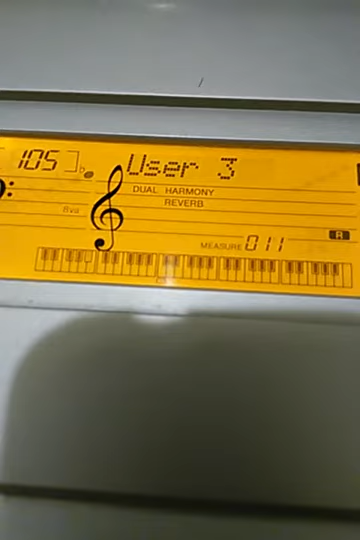 105 User 3
DUAL HARMONY
REVERB
8va
MEASURE 011
R